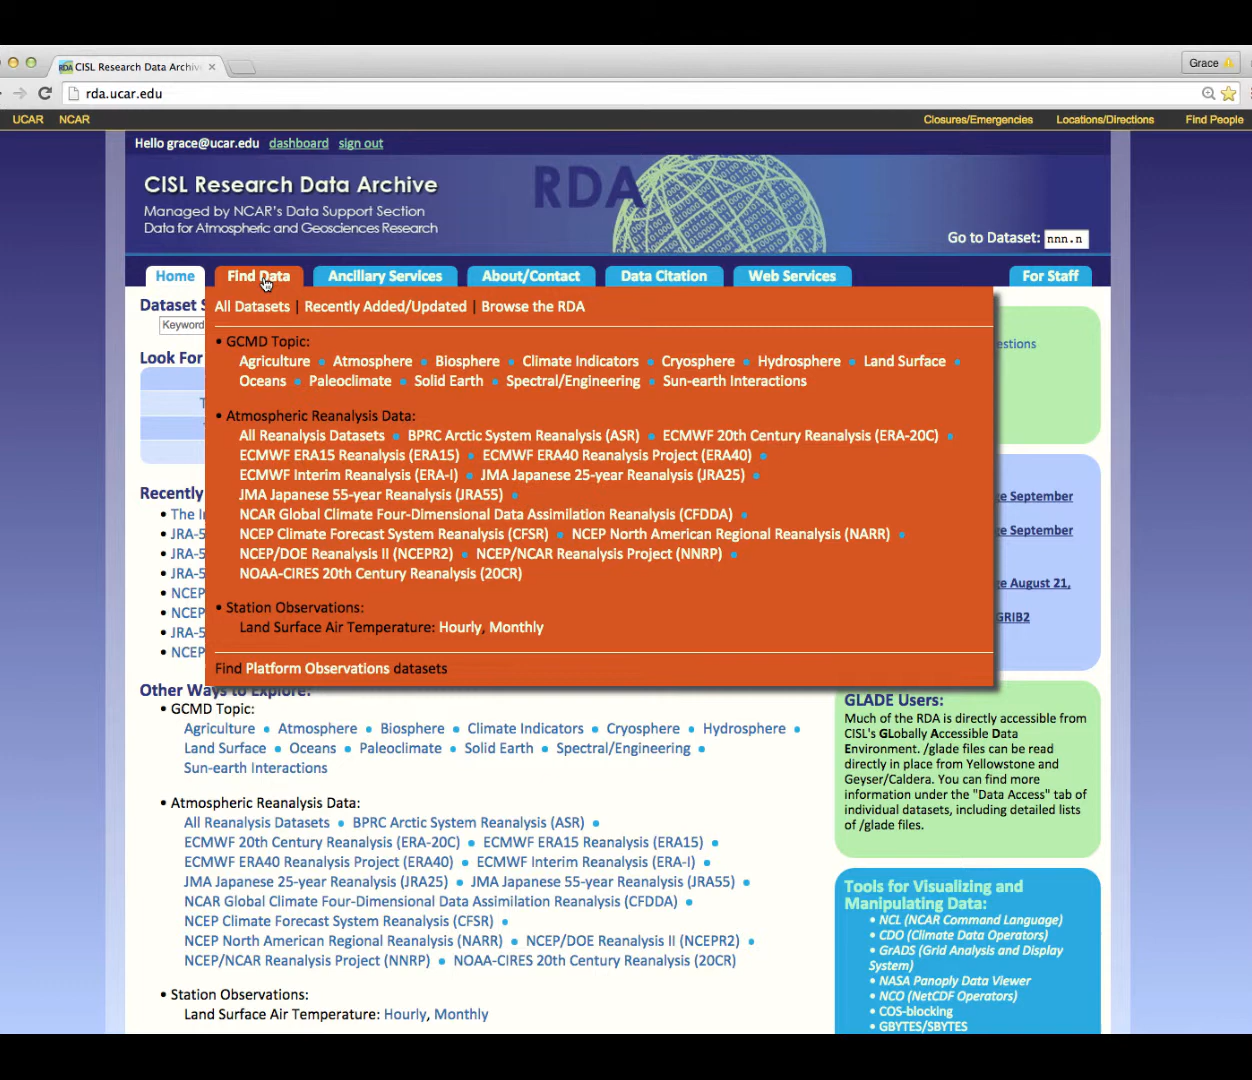 CISL Research Data Archiv
Grace
rda.ucar.edu
UCAR NCAR Closures/Emergencies Locations/Directions Find People
Hello grace@ucar.edu dashboard sign out
CISL Research Data Archive
RDA
Managed by NCAR's Data Support Section
Data for Atmospheric and Geosciences Research
Go to Dataset: nnn.n
Home Find Data Ancillary Services About/Contact Data Citation Web Services For Staff
Dataset S
All Datasets | Recently Added/Updated | Browse the RDA
Keyword
• GCMD Topic:
estions
Look For
Agriculture • Atmosphere • Biosphere • Climate Indicators • Cryosphere • Hydrosphere • Land Surface •
Oceans • Paleoclimate • Solid Earth • Spectral/Engineering • Sun-earth Interactions
• Atmospheric Reanalysis Data:
All Reanalysis Datasets • BPRC Arctic System Reanalysis (ASR) • ECMWF 20th Century Reanalysis (ERA-20C) •
ECMWF ERA15 Reanalysis (ERA15) • ECMWF ERA40 Reanalysis Project (ERA40) •
ECMWF Interim Reanalysis (ERA-I) • JMA Japanese 25-year Reanalysis (JRA25) •
JMA Japanese 55-year Reanalysis (JRA55) •
NCAR Global Climate Four-Dimensional Data Assimilation Reanalysis (CFDDA) •
NCEP Climate Forecast System Reanalysis (CFSR) • NCEP North American Regional Reanalysis (NARR) •
NCEP/DOE Reanalysis II (NCEPR2) • NCEP/NCAR Reanalysis Project (NNRP) •
NOAA-CIRES 20th Century Reanalysis (20CR)
• Station Observations:
Land Surface Air Temperature: Hourly, Monthly
Find Platform Observations datasets
Recently
• The In
• JRA-5
• JRA-5
• JRA-5
• NCEP
• NCEP
• JRA-5
• NCEP
ge September
ge September
ge August 21,
GRIB2
Other Ways to Explore:
• GCMD Topic:
Agriculture • Atmosphere • Biosphere • Climate Indicators • Cryosphere • Hydrosphere •
Land Surface • Oceans • Paleoclimate • Solid Earth • Spectral/Engineering •
Sun-earth Interactions
• Atmospheric Reanalysis Data:
All Reanalysis Datasets • BPRC Arctic System Reanalysis (ASR) •
ECMWF 20th Century Reanalysis (ERA-20C) • ECMWF ERA15 Reanalysis (ERA15) •
ECMWF ERA40 Reanalysis Project (ERA40) • ECMWF Interim Reanalysis (ERA-I) •
JMA Japanese 25-year Reanalysis (JRA25) • JMA Japanese 55-year Reanalysis (JRA55) •
NCAR Global Climate Four-Dimensional Data Assimilation Reanalysis (CFDDA) •
NCEP Climate Forecast System Reanalysis (CFSR) •
NCEP North American Regional Reanalysis (NARR) • NCEP/DOE Reanalysis II (NCEPR2) •
NCEP/NCAR Reanalysis Project (NNRP) • NOAA-CIRES 20th Century Reanalysis (20CR)
• Station Observations:
Land Surface Air Temperature: Hourly, Monthly
GLADE Users:
Much of the RDA is directly accessible from
CISL's GLobally Accessible Data
Environment. /glade files can be read
directly in place from Yellowstone and
Geyser/Caldera. You can find more
information under the "Data Access" tab of
individual datasets, including detailed lists
of /glade files.
Tools for Visualizing and
Manipulating Data:
• NCL (NCAR Command Language)
• CDO (Climate Data Operators)
• GrADS (Grid Analysis and Display
System)
• NASA Panoply Data Viewer
• NCO (NetCDF Operators)
• COS-blocking
• GBYTES/SBYTES